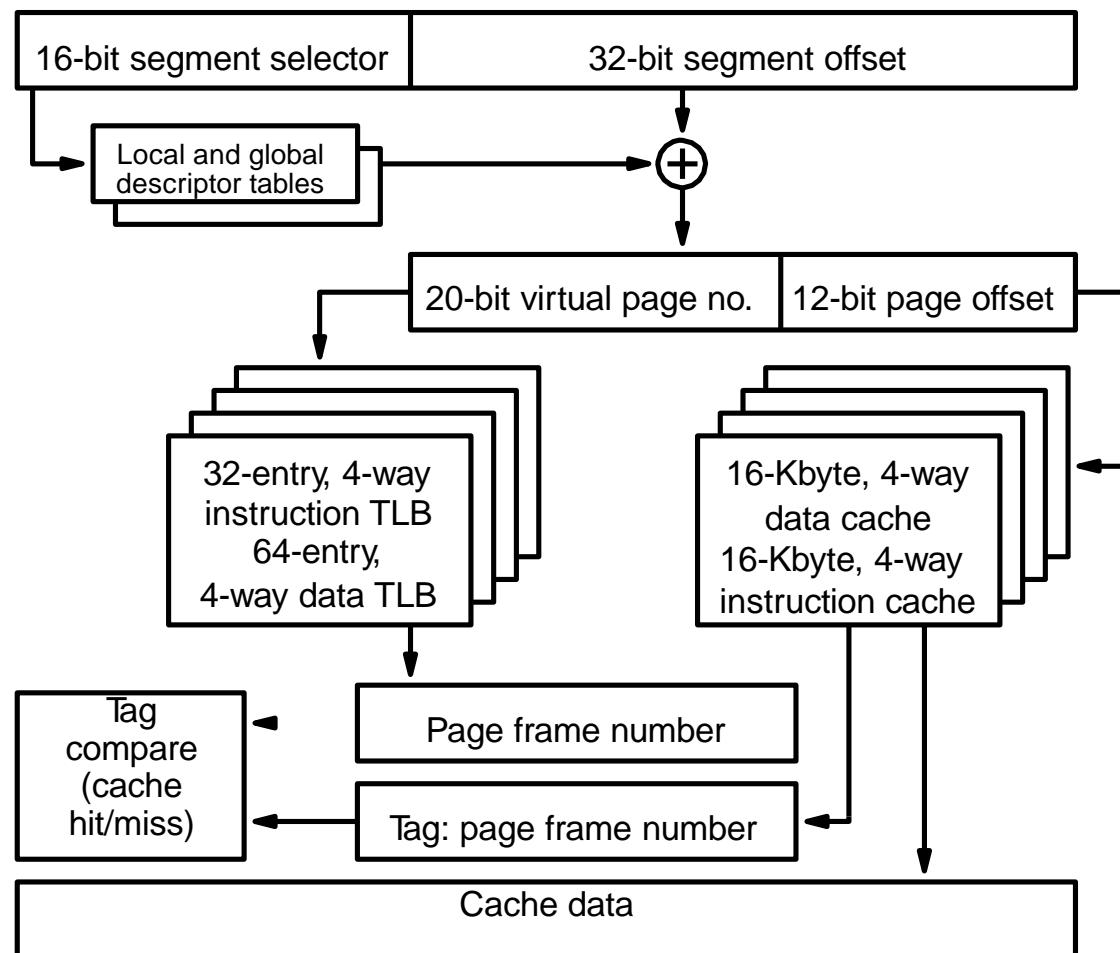 16-bit segment selector
32-bit segment offset
Local and global
descriptor tables
20-bit virtual page no.
12-bit page offset
32-entry, 4-way
instruction TLB
64-entry,
4-way data TLB
16-Kbyte, 4-way
data cache
16-Kbyte, 4-way
instruction cache
Tag
compare
(cache
hit/miss)
Page frame number
Tag: page frame number
Cache data